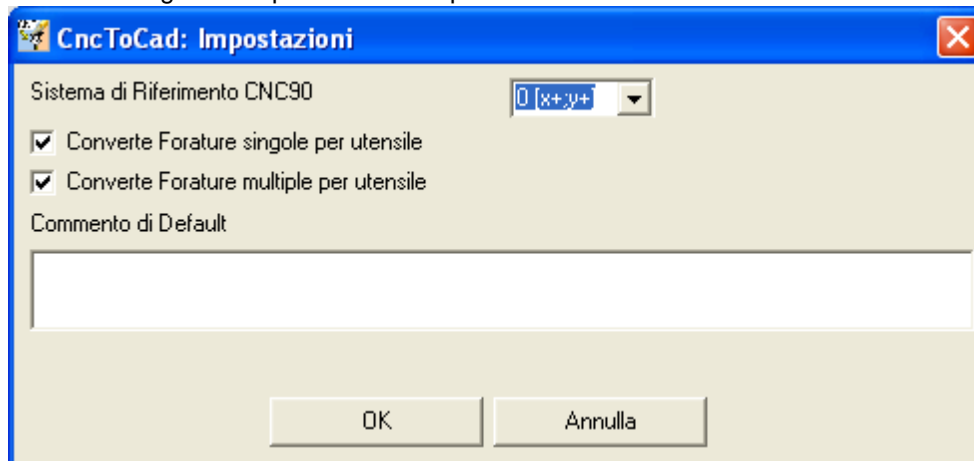 CncToCad: Impostazioni
Sistema di Riferimento CNC90 0 [x+;y+]
Converte Forature singole per utensile
Converte Forature multiple per utensile
Commento di Default
OK Annulla